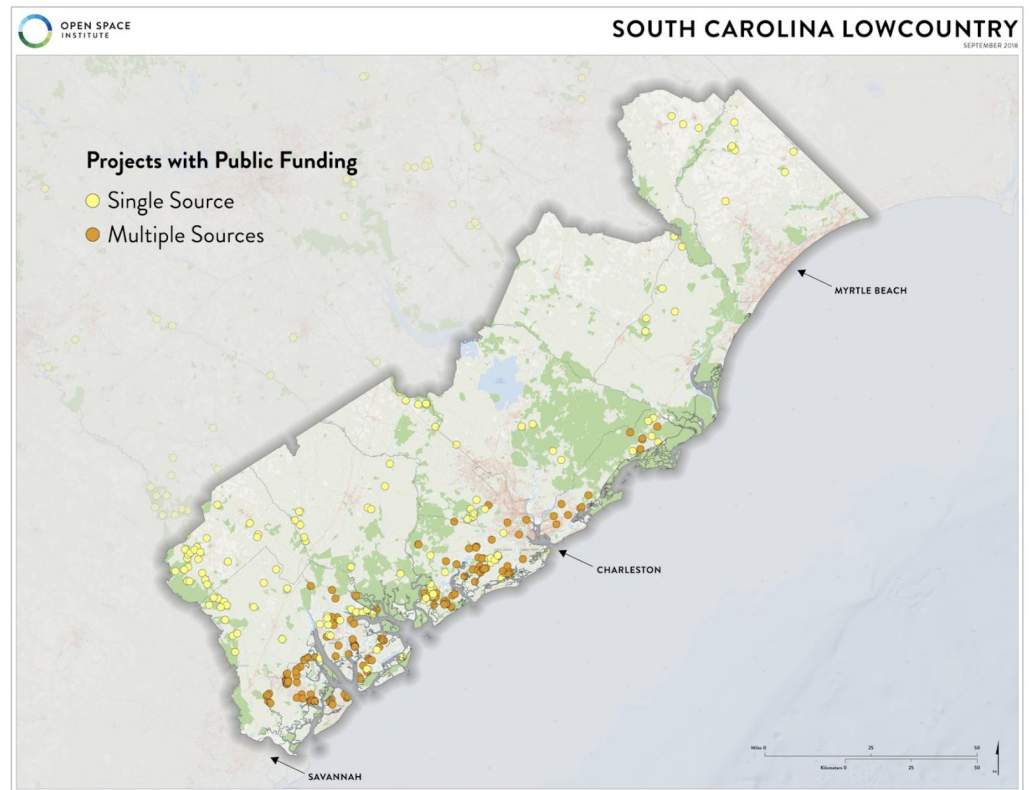 OPEN SPACE
INSTITUTE
SOUTH CAROLINA LOWCOUNTRY
SEPTEMBER 2018
Projects with Public Funding
Single Source
Multiple Sources
MYRTLE BEACH
CHARLESTON
SAVANNAH
Miles 0 25 50
Kilometers 0 25 50